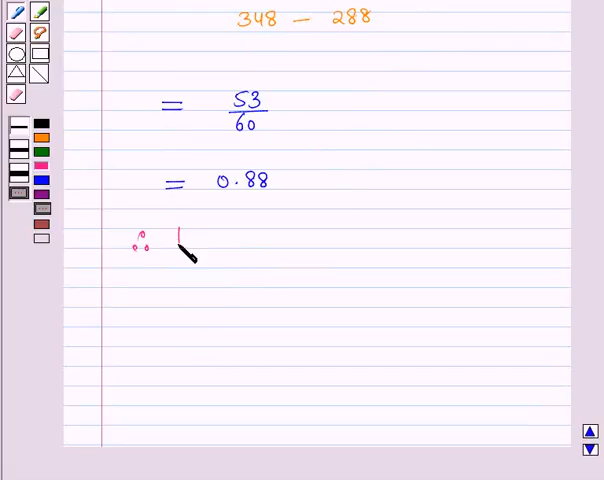 348 - 288
= 53/60
= 0.88
∴